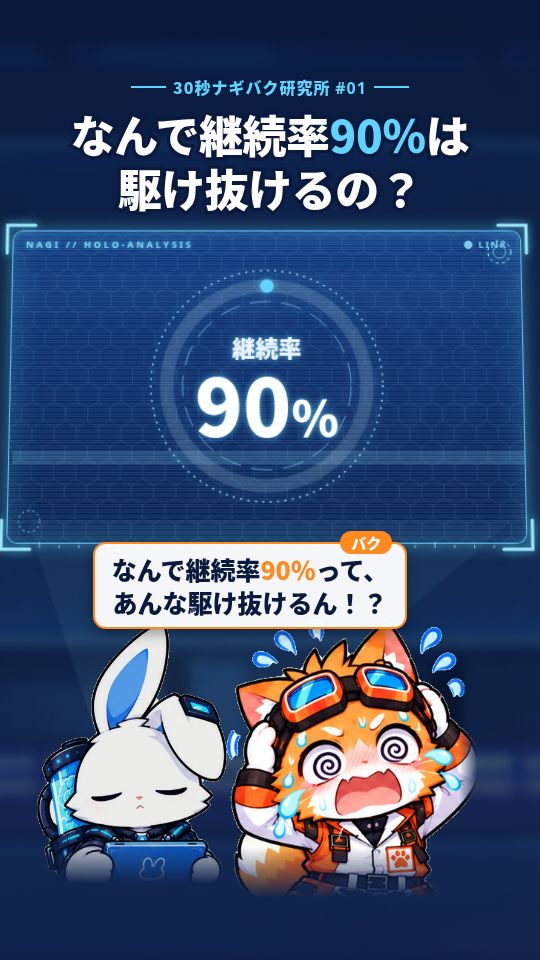 30秒ナギバク研究所 #01
なんで継続率90%は
駆け抜けるの？
NAGI // HOLO-ANALYSIS
LINK
継続率
90%
バク
なんで継続率90%って、
あんな駆け抜けるん！？